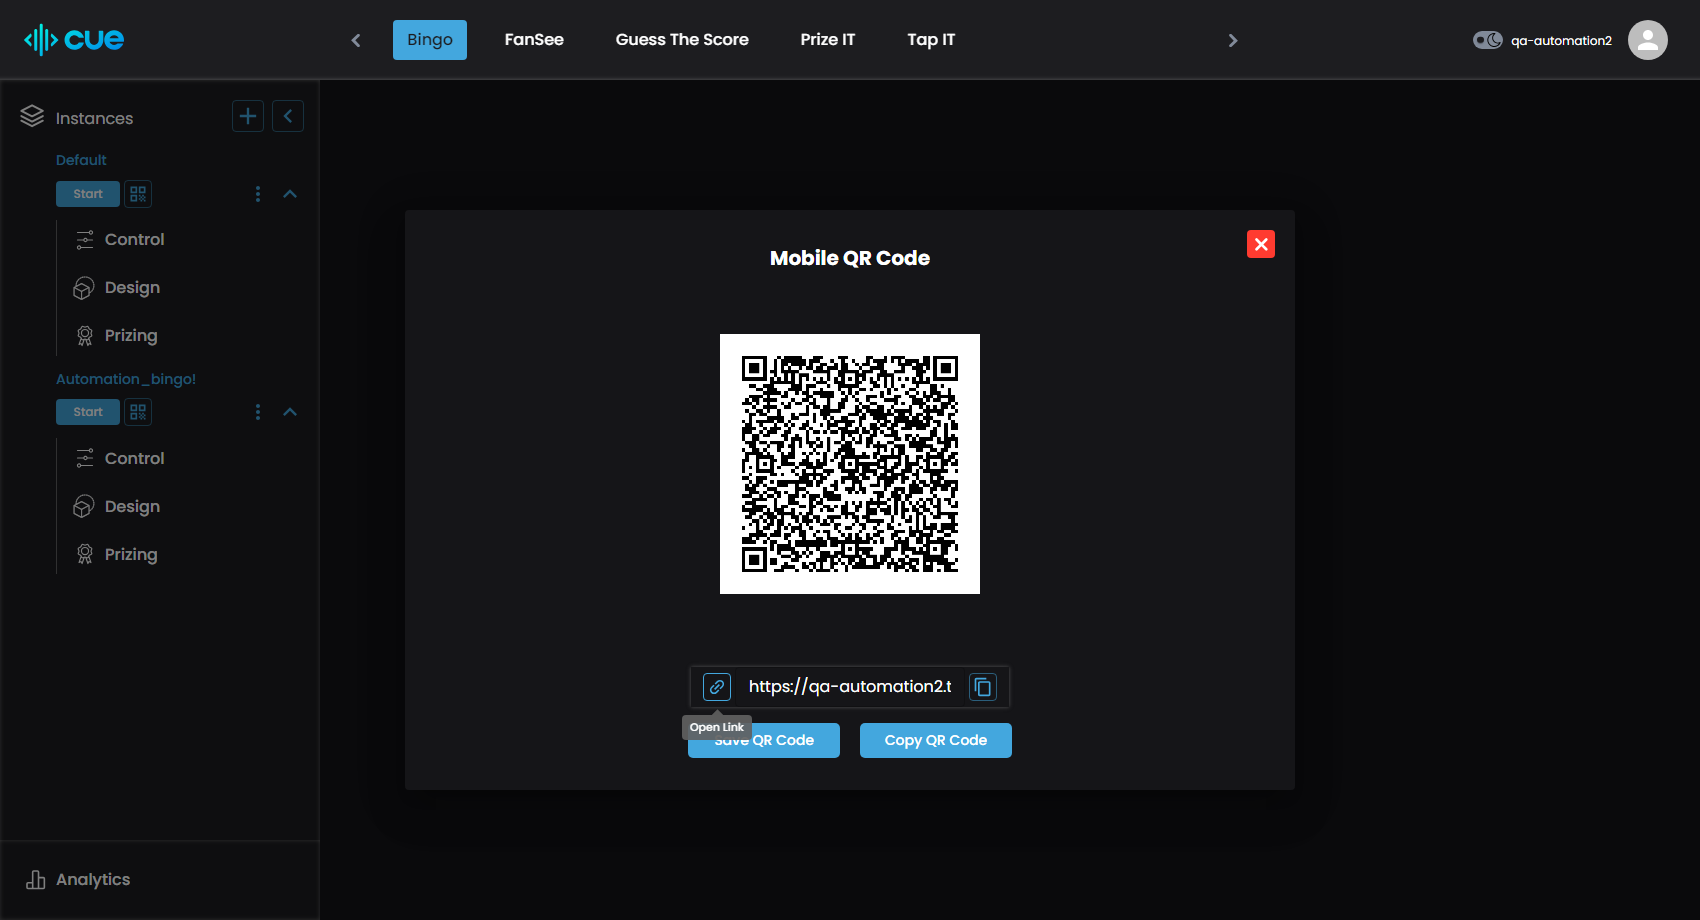 cue
Bingo
FanSee
Guess The Score
Prize IT
Tap IT
qa-automation2
Instances
Default
Start
Control
Design
Prizing
Automation_bingo!
Start
Control
Design
Prizing
Analytics
Mobile QR Code
https://qa-automation2.t
Open Link
Save QR Code
Copy QR Code